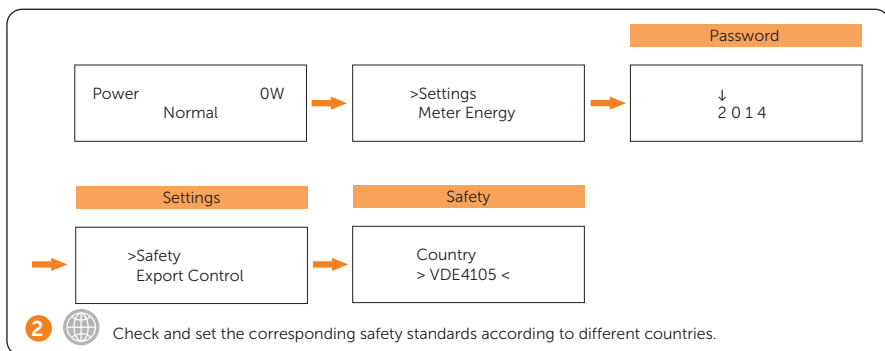 Password
Power 0W
Normal
>Settings
Meter Energy
↓
2 0 1 4
Settings
Safety
>Safety
Export Control
Country
> VDE4105 <
2 Check and set the corresponding safety standards according to different countries.